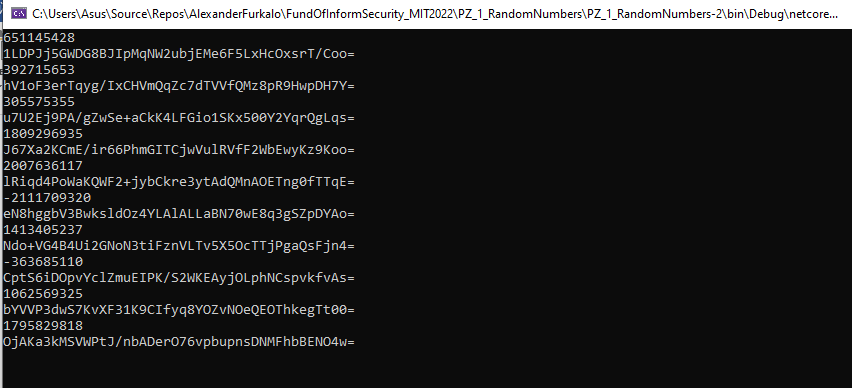 C:\Users\Asus\Source\Repos\AlexanderFurkalo\FundOfInformSecurity_MIT2022\PZ_1_RandomNumbers\PZ_1_RandomNumbers-2\bin\Debug\netcore...
651145428
1LDPJj5GWDG8BJIpMqNW2ubjEMe6F5LxHcOxsrT/Coo=
392715653
hV1oF3erTqyg/IxCHVmQqZc7dTVVfQMz8pR9HwpDH7Y=
305575355
u7U2Ej9PA/gZwSe+aCkK4LFGio1SKx500Y2YqrQgLqs=
1809296935
J67Xa2KCmE/ir66PhmGITCjwVulRVfF2WbEwyKz9Koo=
2007636117
lRiqd4PoWaKQWF2+jybCkre3ytAdQMnAOETng0fTTqE=
-2111709320
eN8hggbV3BwksldOz4YLAlALLaBN70wE8q3gSZpDYAo=
1413405237
Ndo+VG4B4Ui2GNoN3tiFznVLTv5X5OcTTjPgaQsFjn4=
-363685110
CptS6iDOpvYclZmuEIPK/S2WKEAyjOLphNCspvkfvAs=
1062569325
bYVVP3dwS7KvXF31K9CIfyq8YOZvNOeQEOThkegTt00=
1795829818
OjAKa3kMSVWPtJ/nbADerO76vpbupnsDNMFhbBENO4w=